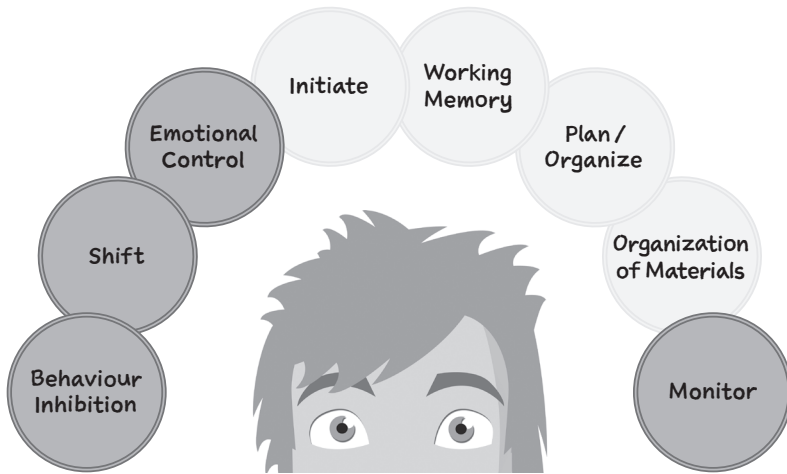 Initiate
Working
Memory
Emotional
Control
Plan /
Organize
Shift
Organization
of Materials
Behaviour
Inhibition
Monitor